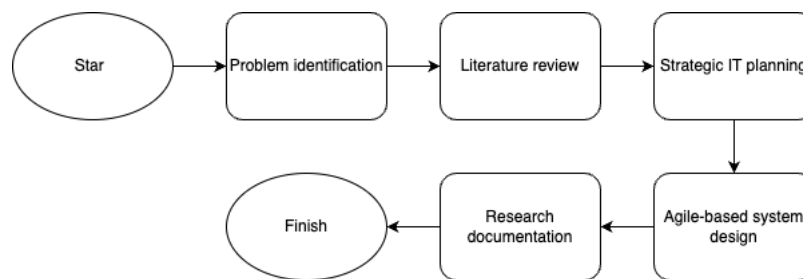 Star
Problem identification
Literature review
Strategic IT planning
Agile-based system
design
Research
documentation
Finish